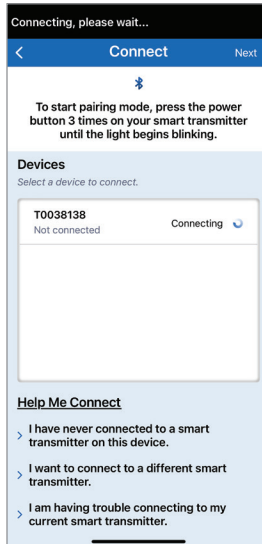 Connecting, please wait...
Connect
Next
To start pairing mode, press the power
button 3 times on your smart transmitter
until the light begins blinking.
Devices
Select a device to connect.
T0038138
Connecting
Not connected
Help Me Connect
I have never connected to a smart
transmitter on this device.
I want to connect to a different smart
transmitter.
I am having trouble connecting to my
current smart transmitter.